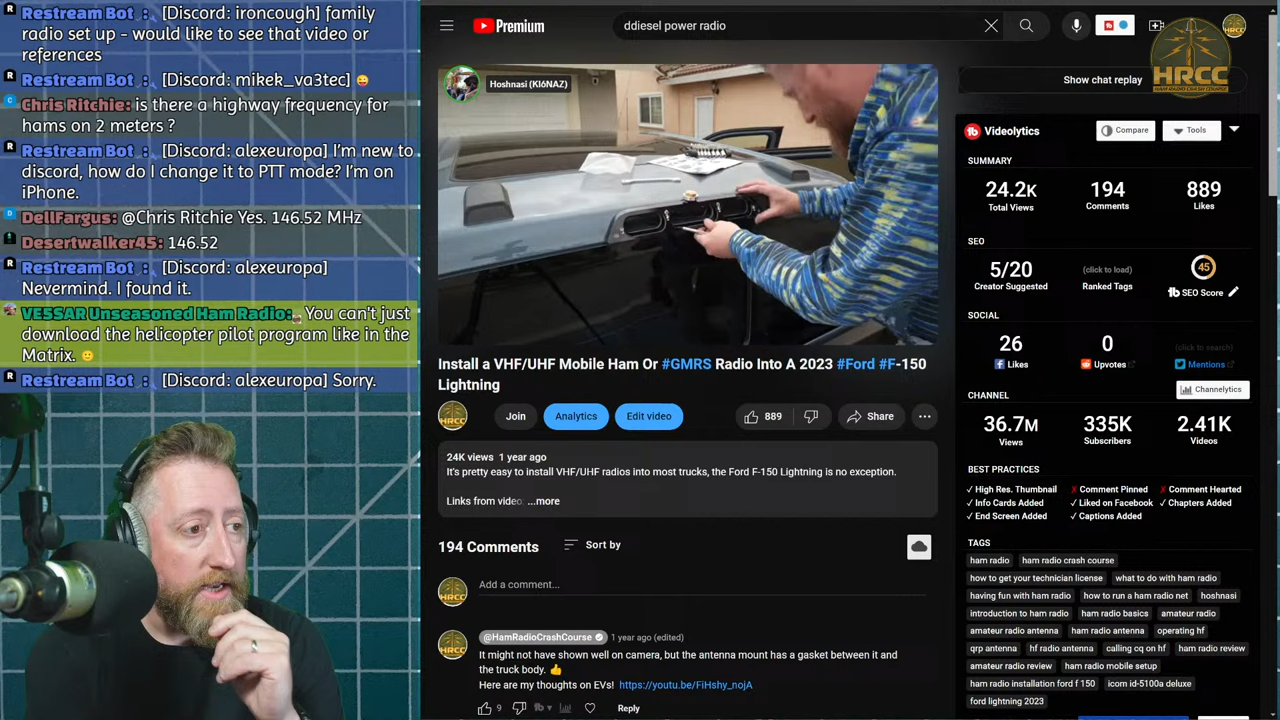 Restream Bot : [Discord: ironcough] family
radio set up - would like to see that video or
references
Restream Bot : [Discord: mikek_va3tec] 😛
Chris Ritchie: is there a highway frequency for
hams on 2 meters ?
Restream Bot : [Discord: alexeuropa] I'm new to
discord, how do I change it to PTT mode? I'm on
iPhone.
DellFargus: @Chris Ritchie Yes. 146.52 MHz
Desertwalker45: 146.52
Restream Bot : [Discord: alexeuropa]
Nevermind. I found it.
VE5SAR Unseasoned Ham Radio: You can't just
download the helicopter pilot program like in the
Matrix. 🙂
Restream Bot : [Discord: alexeuropa] Sorry.
Premium
ddiesel power radio
HRCC
HAM RADIO CRASH COURSE
Hoshnasi (KI6NAZ)
Install a VHF/UHF Mobile Ham Or #GMRS Radio Into A 2023 #Ford #F-150
Lightning
HRCC
Join
Analytics
Edit video
889
Share
24K views 1 year ago
It's pretty easy to install VHF/UHF radios into most trucks, the Ford F-150 Lightning is no exception.
Links from video: ...more
194 Comments
Sort by
Add a comment...
@HamRadioCrashCourse 1 year ago (edited)
It might not have shown well on camera, but the antenna mount has a gasket between it and
the truck body. 👍
Here are my thoughts on EVs! https://youtu.be/FiHshy_nojA
9
Reply
Show chat replay
Videolytics
Compare
Tools
SUMMARY
24.2K 194 889
Total Views Comments Likes
SEO
5/20 (click to load) 45
Creator Suggested Ranked Tags SEO Score
SOCIAL
26 0 (click to search)
Likes Upvotes Mentions
Channelytics
CHANNEL
36.7M 335K 2.41K
Views Subscribers Videos
BEST PRACTICES
✓ High Res. Thumbnail ✗ Comment Pinned ✗ Comment Hearted
✓ Info Cards Added ✓ Liked on Facebook ✓ Chapters Added
✓ End Screen Added ✓ Captions Added
TAGS
ham radio ham radio crash course
how to get your technician license what to do with ham radio
having fun with ham radio how to run a ham radio net hoshnasi
introduction to ham radio ham radio basics amateur radio
amateur radio antenna ham radio antenna operating hf
qrp antenna hf radio antenna calling cq on hf ham radio review
amateur radio review ham radio mobile setup
ham radio installation ford f 150 icom id-5100a deluxe
ford lightning 2023